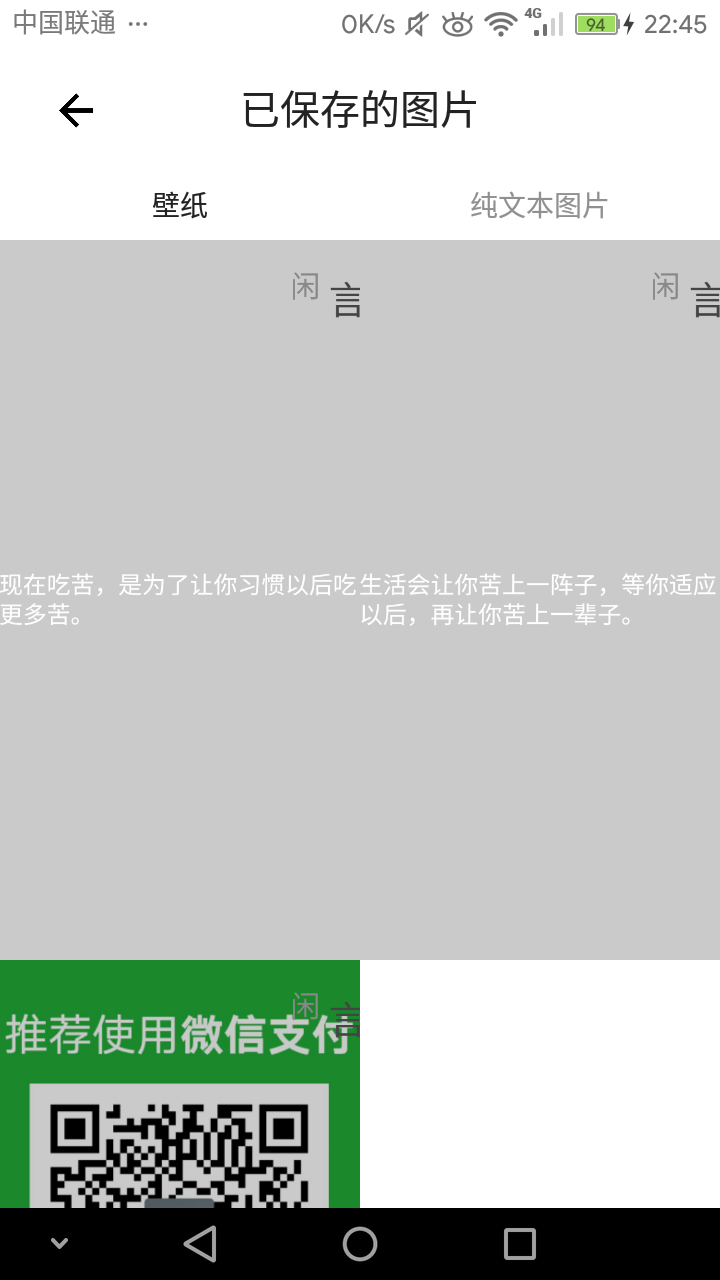 中国联通 ...
0K/s 4G 94 22:45
已保存的图片
壁纸
纯文本图片
闲言
闲言
现在吃苦，是为了让你习惯以后吃
更多苦。
生活会让你苦上一阵子，等你适应
以后，再让你苦上一辈子。
闲言
推荐使用微信支付